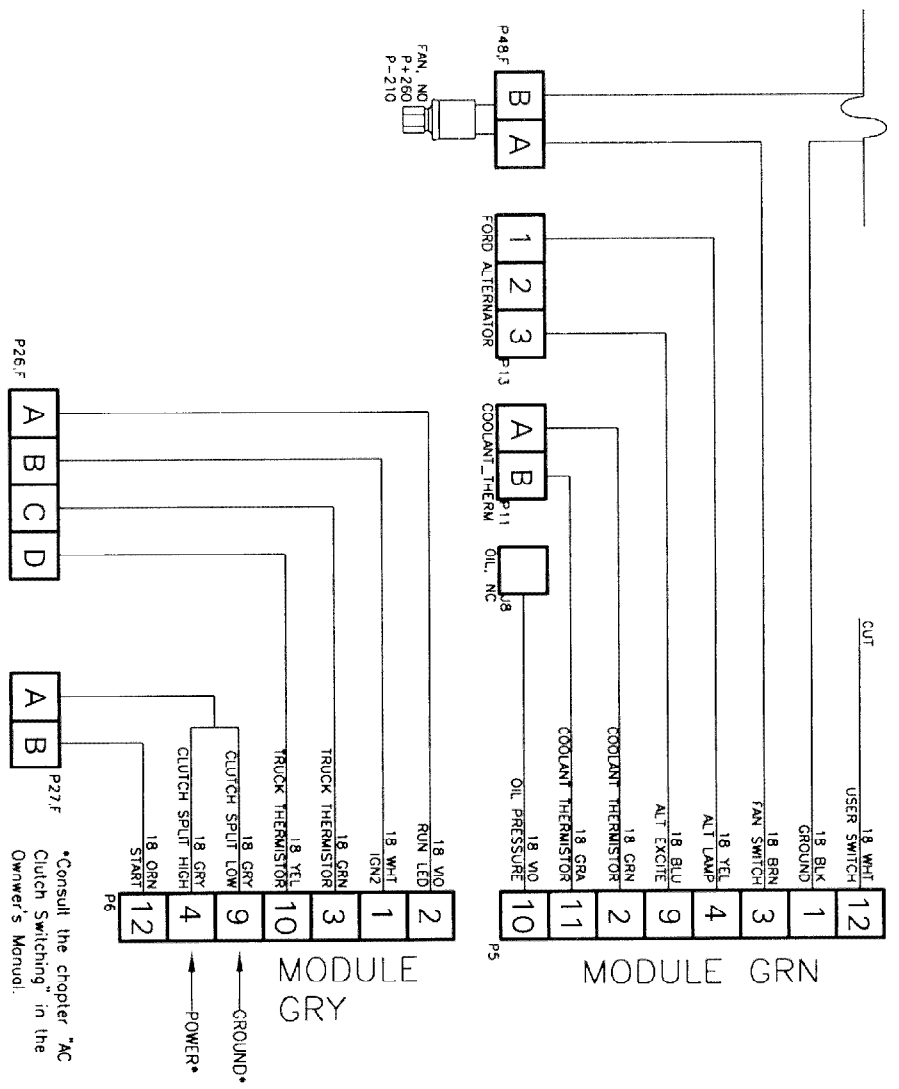 P48,F
FAN, NO
P+260
P-210
B
A
FORD ALTERNATOR
1
2
3
P13
COOLANT_THERM
A
B
P11
OIL, NC
J8
CUT
18 WHT
USER SWITCH
12
18 BLK
GROUND
1
18 BRN
FAN SWITCH
3
18 YEL
ALT LAMP
4
18 BLU
ALT EXCITE
9
18 GRN
COOLANT THERMISTOR
2
18 GRA
COOLANT THERMISTOR
11
18 VIO
OIL PRESSURE
10
P5
MODULE GRN
P26,F
A
B
C
D
A
B
P27,F
18 VIO
RUN LED
2
18 WHT
IGN2
1
18 GRN
TRUCK THERMISTOR
3
18 YEL
TRUCK THERMISTOR
10
18 GRY
CLUTCH SPLIT LOW
9
18 GRY
CLUTCH SPLIT HIGH
4
18 ORN
START
12
P6
MODULE
GRY
GROUND*
POWER*
*Consult the chapter "AC
Clutch Switching" in the
Ownwer's Manual.